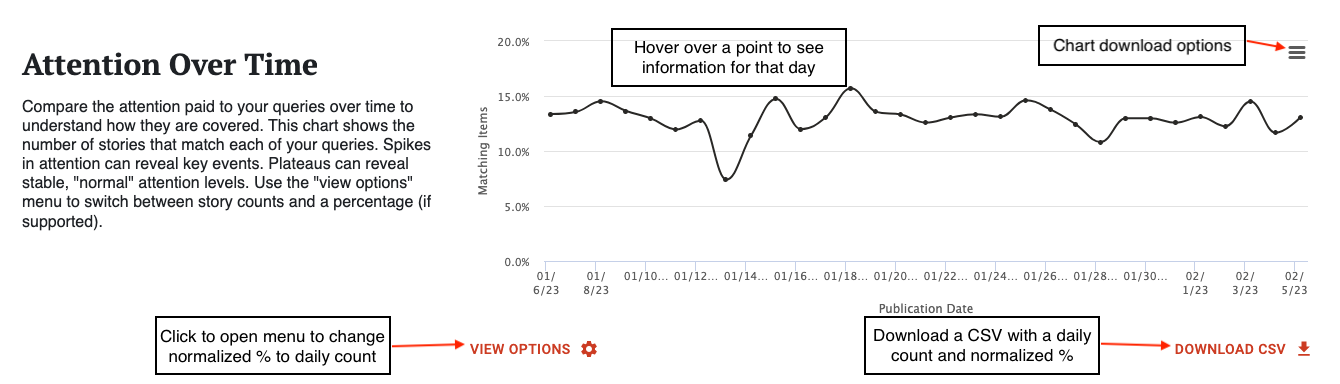 Attention Over Time
Compare the attention paid to your queries over time to
understand how they are covered. This chart shows the
number of stories that match each of your queries. Spikes
in attention can reveal key events. Plateaus can reveal
stable, "normal" attention levels. Use the "view options"
menu to switch between story counts and a percentage (if
supported).
Hover over a point to see
information for that day
Chart download options
Matching Items
20.0%
15.0%
10.0%
5.0%
0.0%
01/ 01/ 01/10... 01/12... 01/14... 01/16... 01/18... 01/20... 01/22... 01/24... 01/26... 01/28... 01/30... 02/ 02/ 02/
6/23 8/23 1/23 3/23 5/23
Publication Date
Click to open menu to change
normalized % to daily count
VIEW OPTIONS
Download a CSV with a daily
count and normalized %
DOWNLOAD CSV